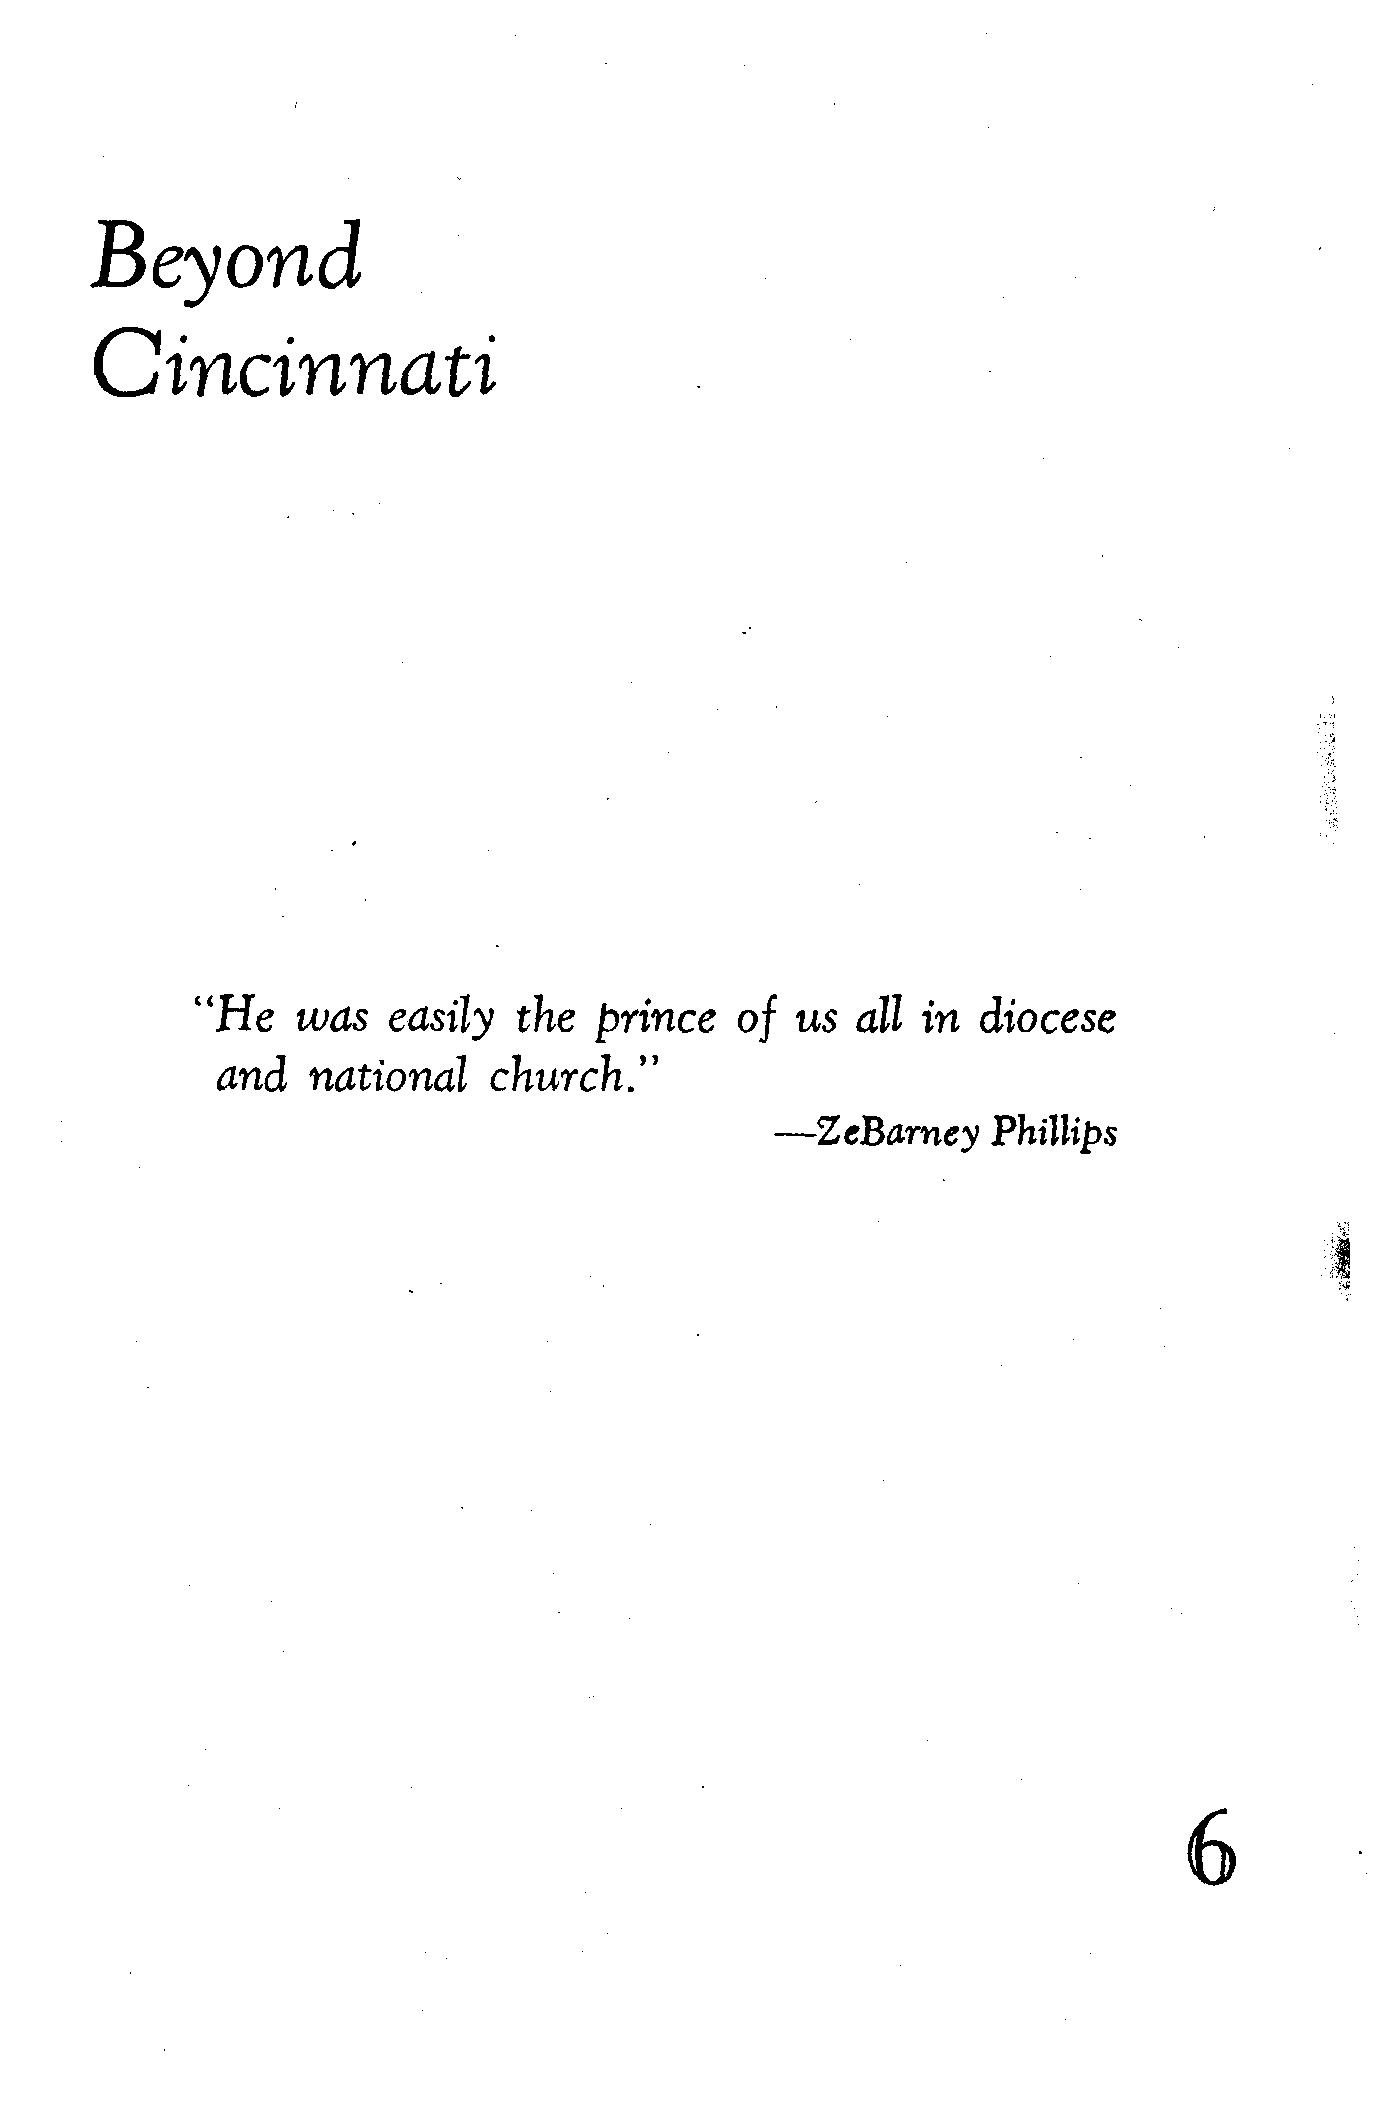 Beyond
Cincinnati
"He was easily the prince of us all in diocese
and national church."
—ZeBarney Phillips
6